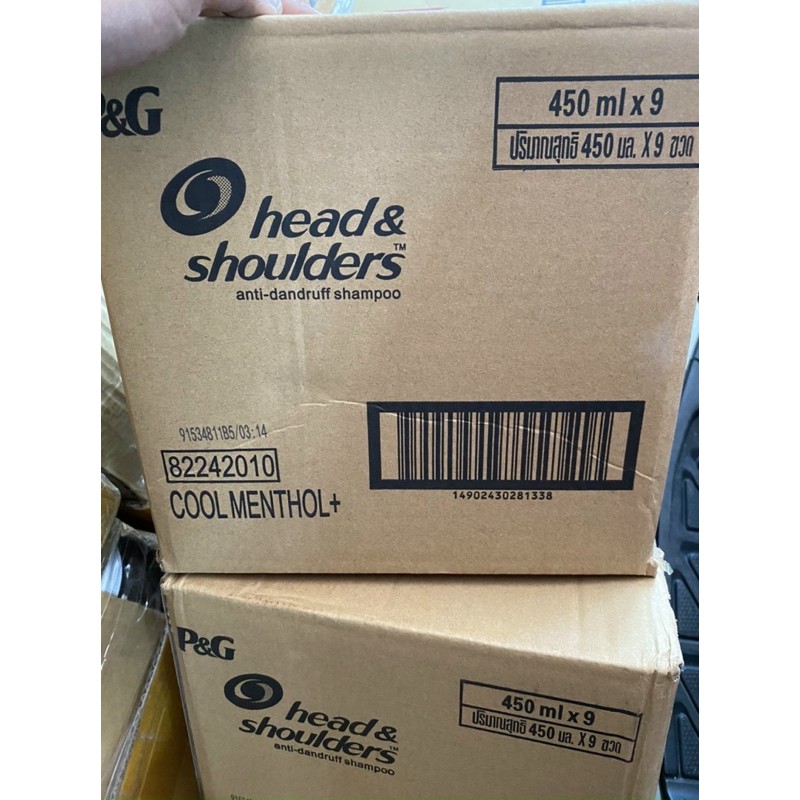 P&G
450 ml x 9
ปริมาณสุทธิ 450 มล. X 9 ขวด
head &
shoulders™
anti-dandruff shampoo
91534811B5/03:14
82242010
COOL MENTHOL+
14902430281338
P&G
450 ml x 9
ปริมาณสุทธิ 450 มล. X 9 ขวด
head &
shoulders™
anti-dandruff shampoo